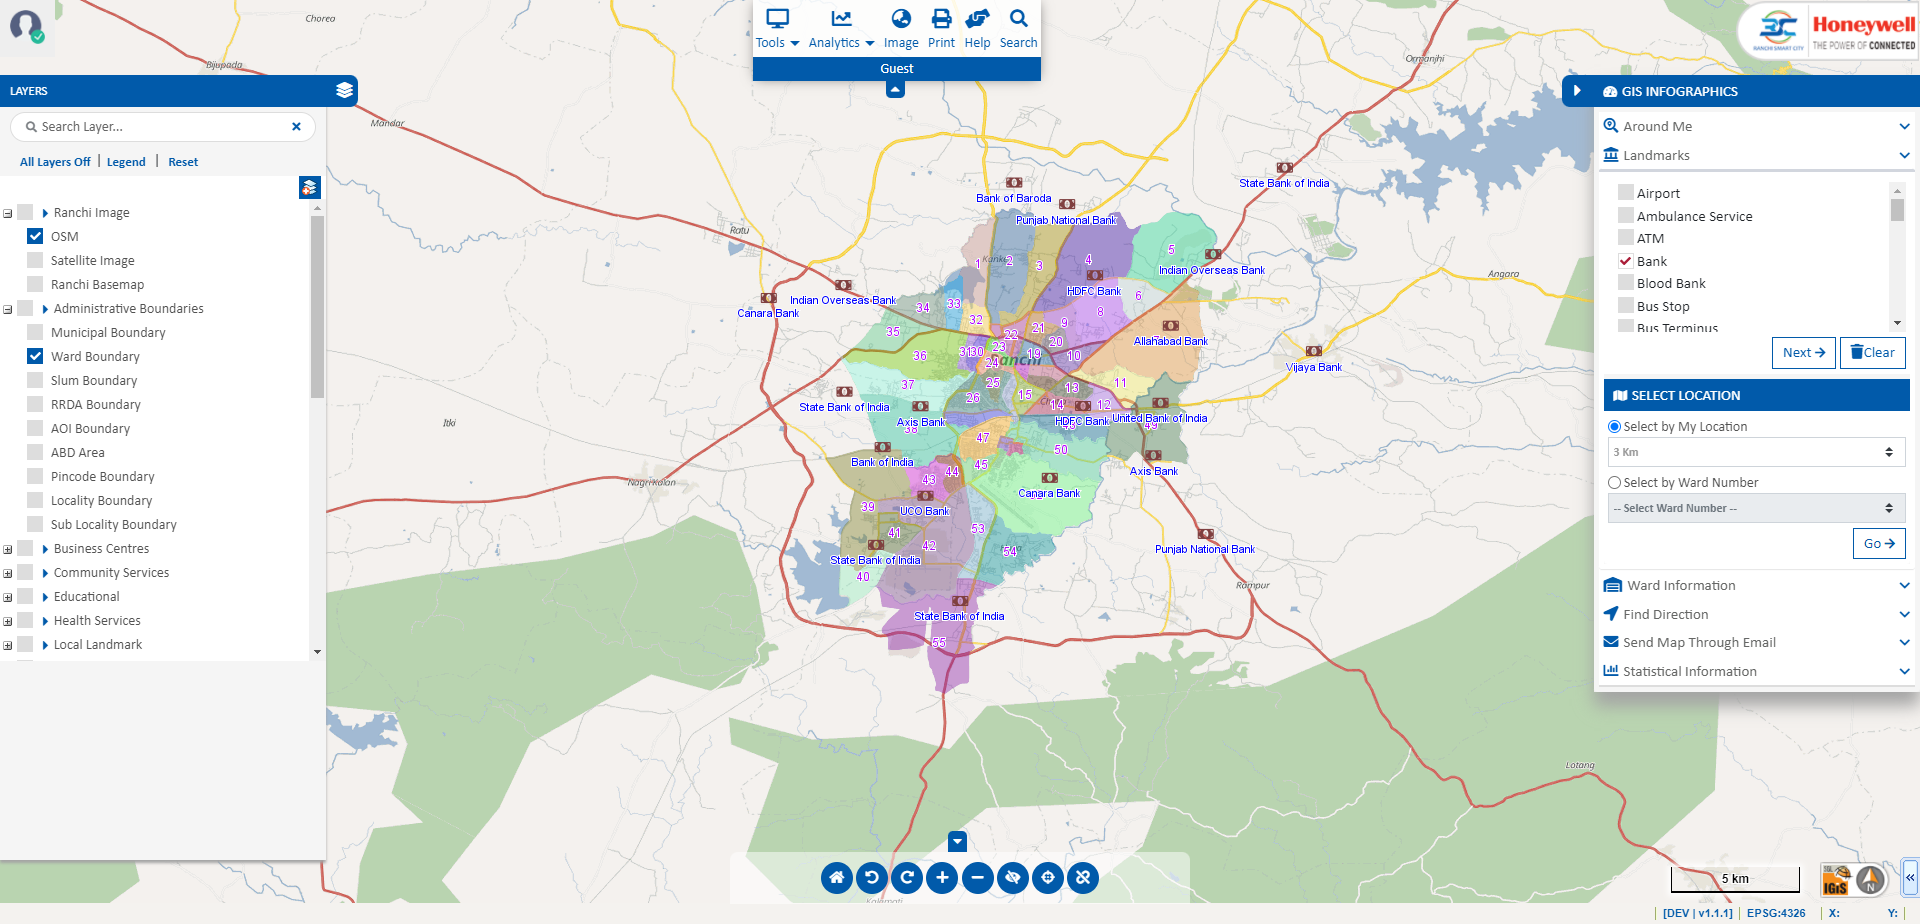 Chorea
Bijupada
Mandar
Ratu
Itki
Nagri Kalan
Ormanjhi
Angara
Rampur
Lotang
Kalamati
Tools
Analytics
Image
Print
Help
Search
Guest
RANCHI SMART CITY
Honeywell
THE POWER OF CONNECTED
LAYERS
Search Layer...
All Layers Off | Legend | Reset
Ranchi Image
OSM
Satellite Image
Ranchi Basemap
Administrative Boundaries
Municipal Boundary
Ward Boundary
Slum Boundary
RRDA Boundary
AOI Boundary
ABD Area
Pincode Boundary
Locality Boundary
Sub Locality Boundary
Business Centres
Community Services
Educational
Health Services
Local Landmark
State Bank of India
Bank of Baroda
Punjab National Bank
1
2
3
4
5
Indian Overseas Bank
HDFC Bank
6
Indian Overseas Bank
Canara Bank
34
33
32
8
9
21
22
35
36
31
30
23
24
19
20
10
Ranchi
Allahabad Bank
Vijaya Bank
37
25
26
15
13
14
12
11
State Bank of India
Axis Bank
38
HDFC Bank
United Bank of India
49
47
50
Bank of India
44
45
43
Axis Bank
Canara Bank
39
UCO Bank
41
42
53
54
State Bank of India
Punjab National Bank
40
State Bank of India
55
GIS INFOGRAPHICS
Around Me
Landmarks
Airport
Ambulance Service
ATM
Bank
Blood Bank
Bus Stop
Bus Terminus
Next
Clear
SELECT LOCATION
Select by My Location
3 Km
Select by Ward Number
-- Select Ward Number --
Go
Ward Information
Find Direction
Send Map Through Email
Statistical Information
5 km
IGiS
N
[DEV | v1.1.1]
EPSG:4326
X:
Y: